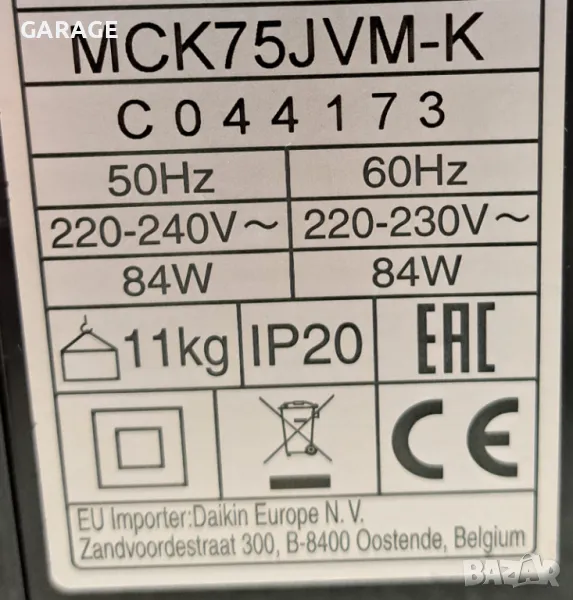 GARAGE
MCK75JVM-K
C044173
50Hz 60Hz
220-240V~ 220-230V~
84W 84W
11kg IP20 EAC
CE
EU Importer:Daikin Europe N. V.
Zandvoordestraat 300, B-8400 Oostende, Belgium
BAZAR